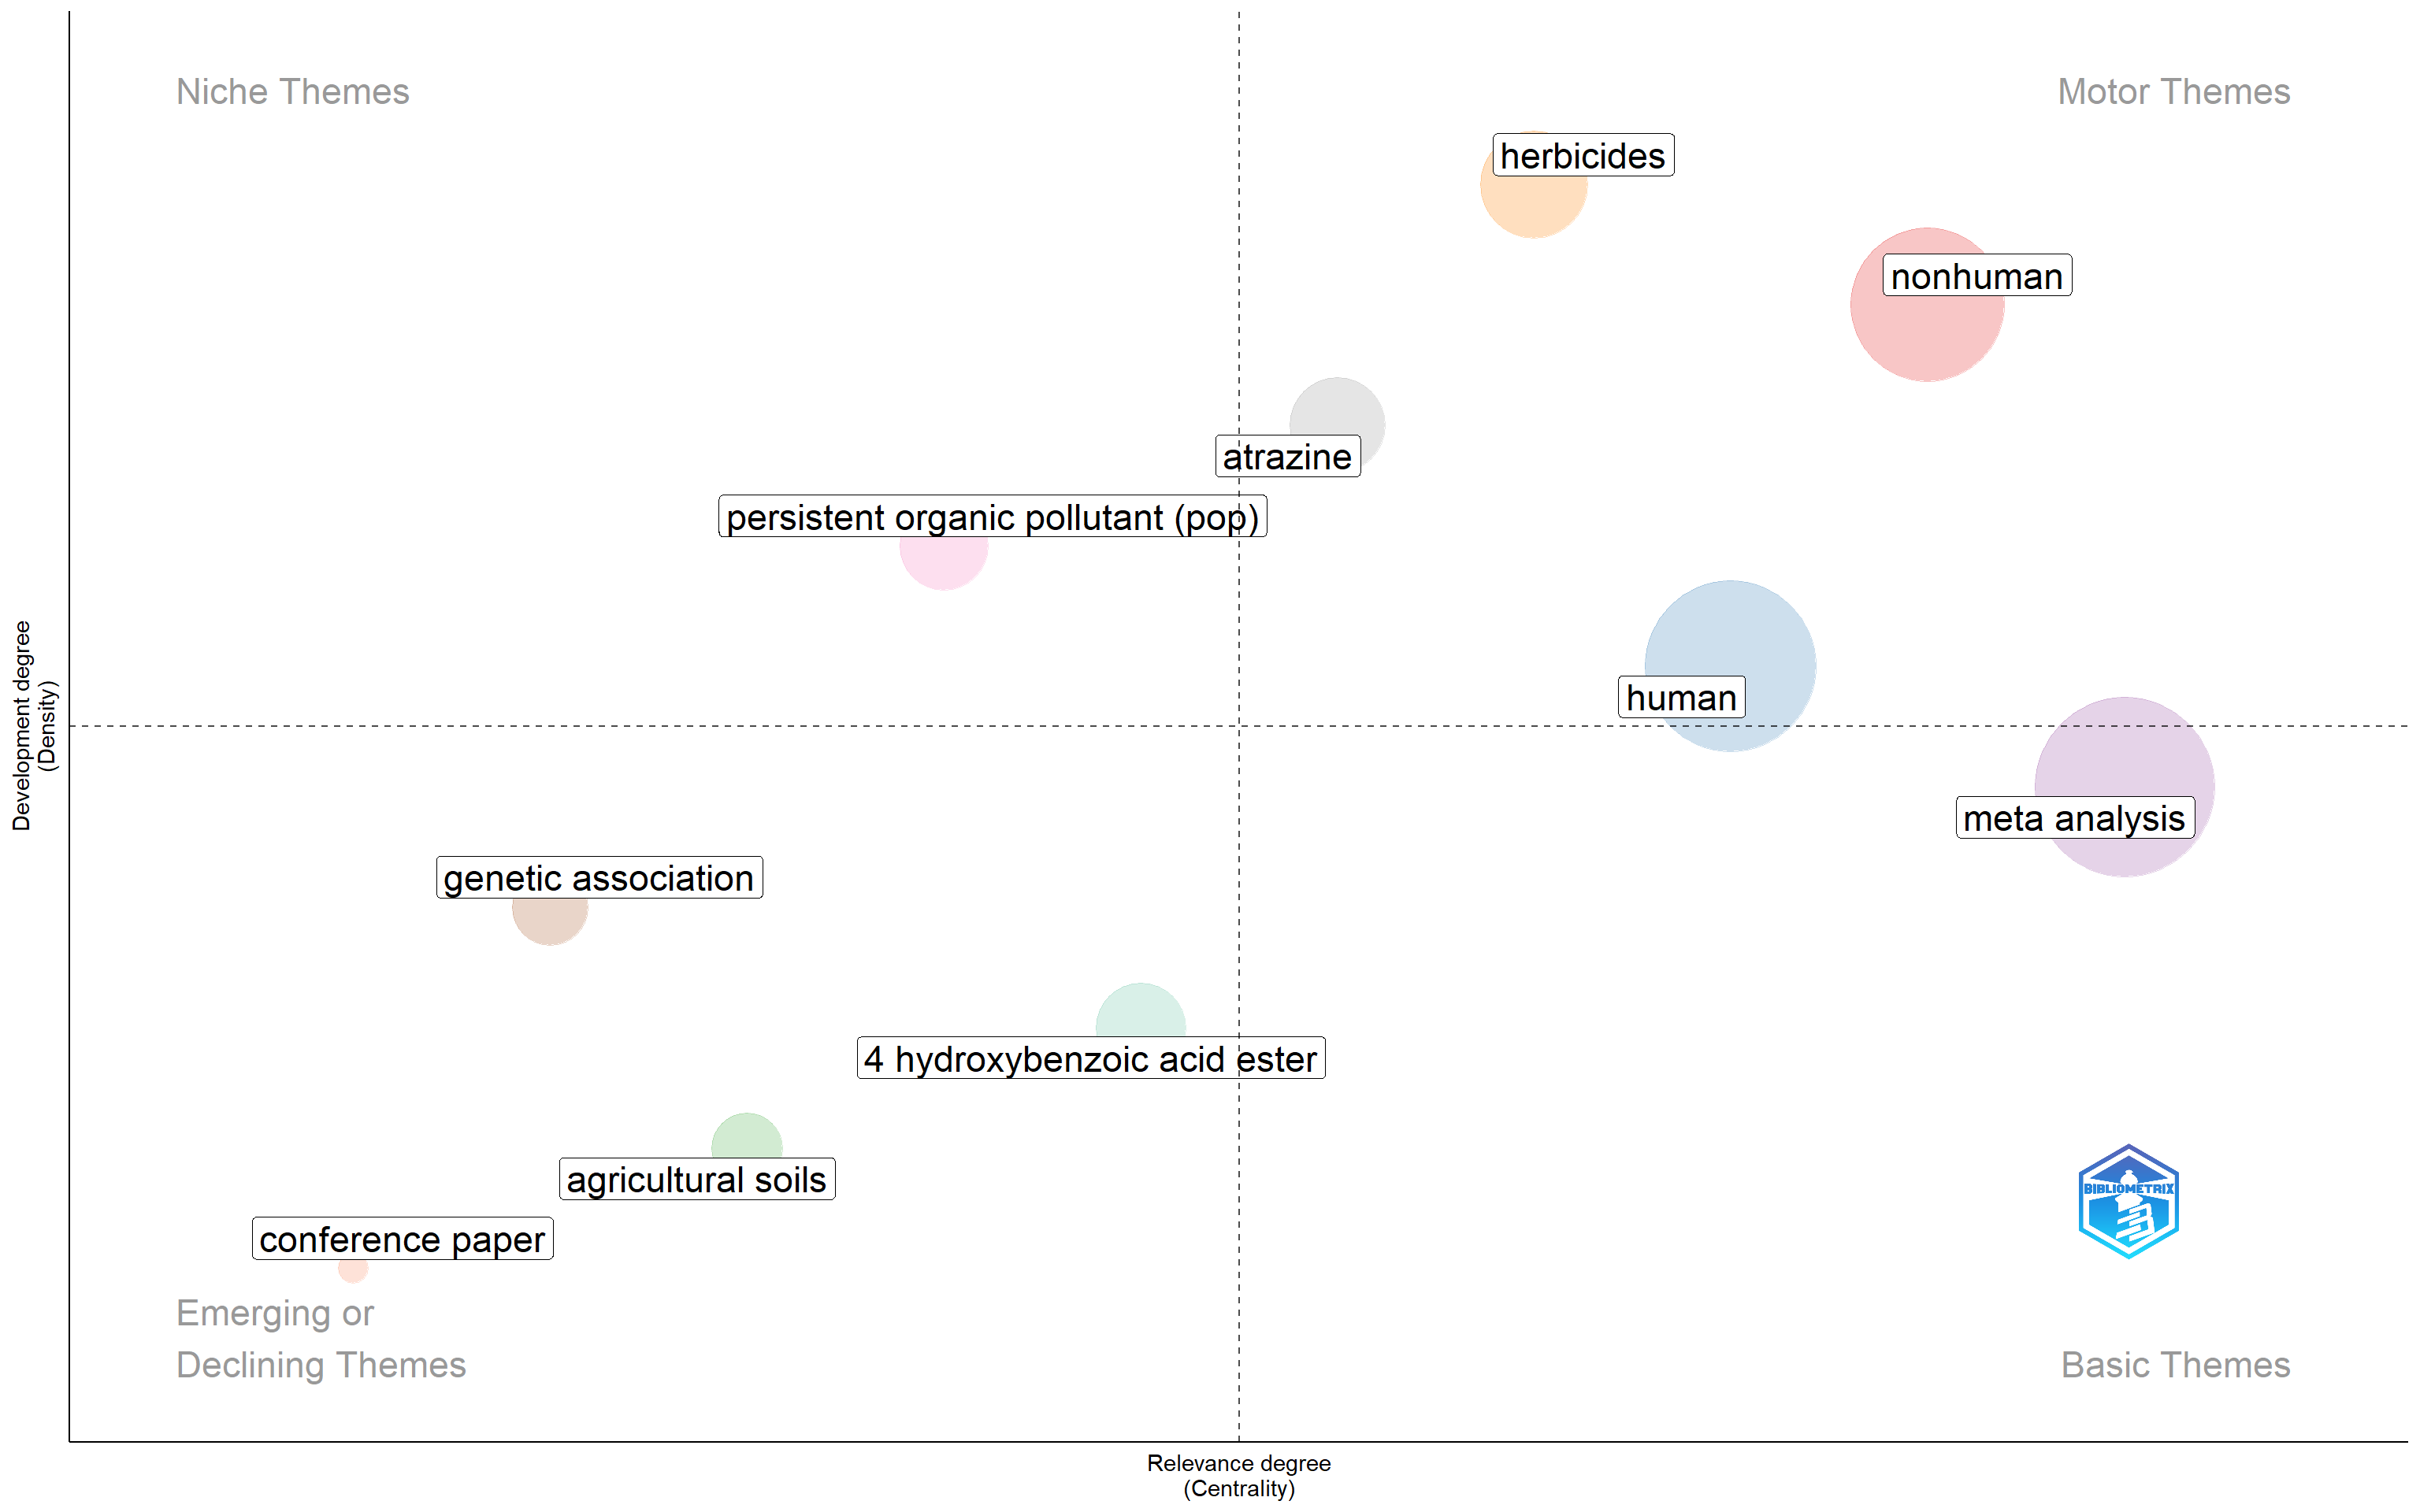 Niche Themes
Motor Themes
herbicides
nonhuman
atrazine
persistent organic pollutant (pop)
human
meta analysis
genetic association
4 hydroxybenzoic acid ester
agricultural soils
conference paper
Emerging or
Declining Themes
Basic Themes
BIBLIOMETRIX
Development degree
(Density)
Relevance degree
(Centrality)